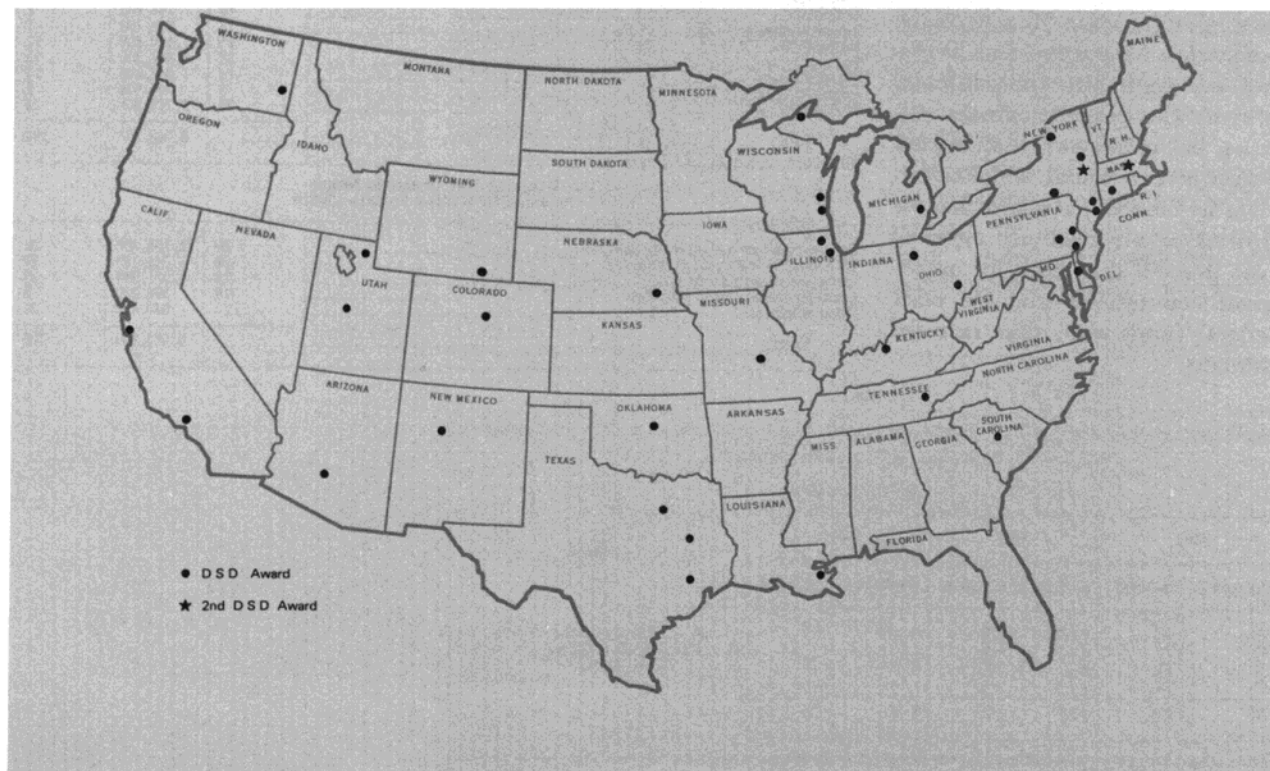 WASHINGTON
MONTANA
NORTH DAKOTA
MINNESOTA
MAINE
OREGON
IDAHO
SOUTH DAKOTA
WISCONSIN
NEW YORK
VT.
N. H.
WYOMING
MICHIGAN
MASS
R. I.
CONN.
CALIF
NEVADA
IOWA
PENNSYLVANIA
NEBRASKA
ILLINOIS
INDIANA
OHIO
MD.
DEL.
UTAH
COLORADO
MISSOURI
WEST
VIRGINIA
KANSAS
KENTUCKY
VIRGINIA
ARIZONA
NEW MEXICO
OKLAHOMA
ARKANSAS
TENNESSEE
NORTH CAROLINA
SOUTH
CAROLINA
TEXAS
MISS
ALABAMA
GEORGIA
LOUISIANA
FLORIDA
DSD Award
2nd DSD Award